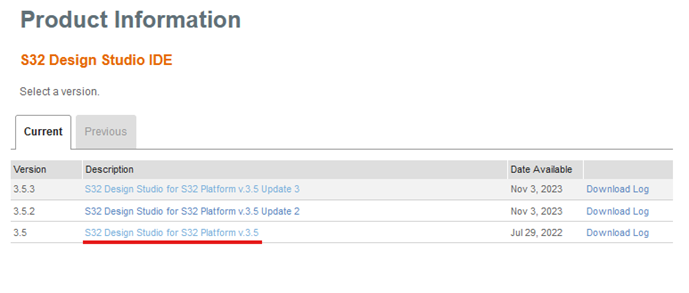 Product Information
S32 Design Studio IDE
Select a version.
Current Previous
Version Description Date Available
3.5.3 S32 Design Studio for S32 Platform v.3.5 Update 3 Nov 3, 2023 Download Log
3.5.2 S32 Design Studio for S32 Platform v.3.5 Update 2 Nov 3, 2023 Download Log
3.5 S32 Design Studio for S32 Platform v.3.5 Jul 29, 2022 Download Log